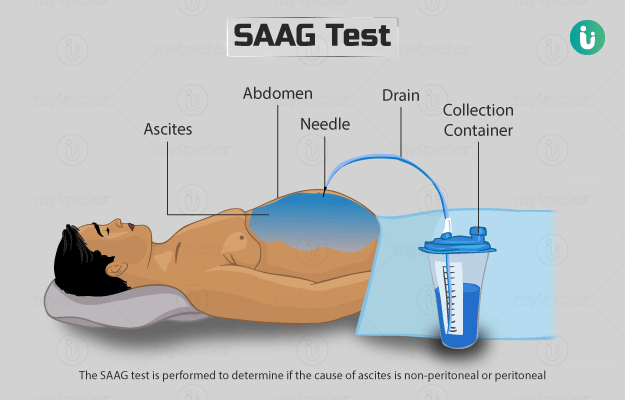 SAAG Test
Abdomen
Drain
Collection
Container
Needle
Ascites
The SAAG test is performed to determine if the cause of ascites is non-peritoneal or peritoneal